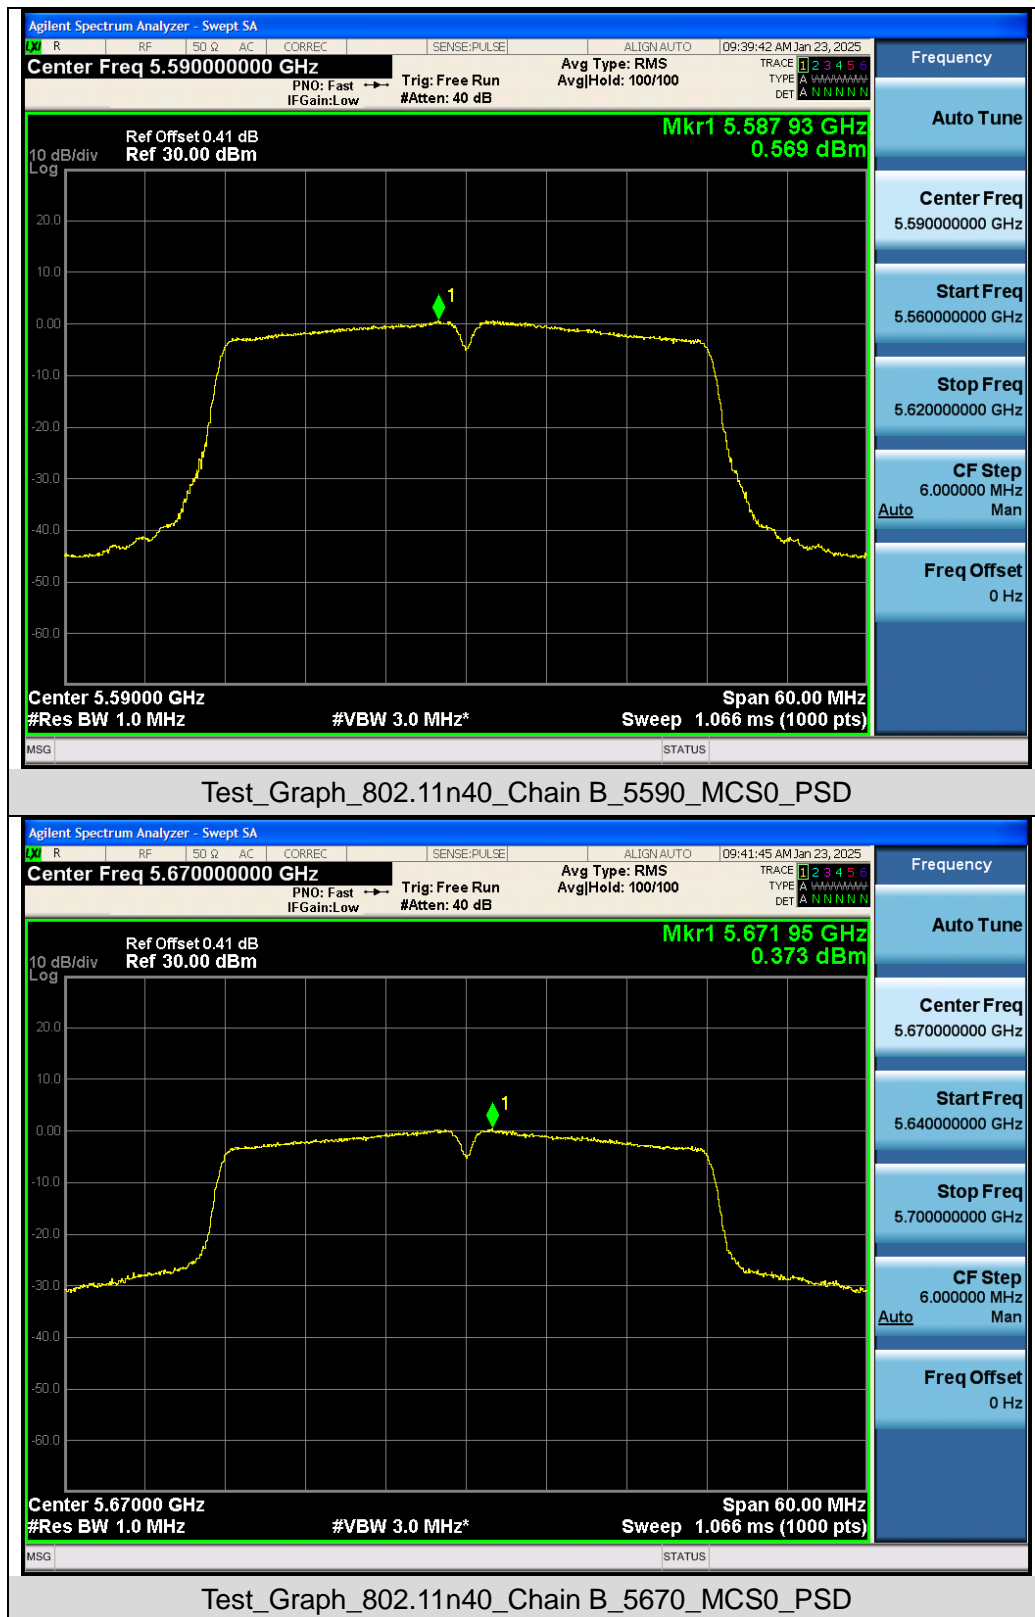 Agilent Spectrum Analyzer - Swept SA
LXI R RF 50 Ω AC CORREC SENSE:PULSE ALIGN AUTO 09:39:42 AM Jan 23, 2025
Center Freq 5.590000000 GHz
PNO: Fast
IFGain:Low
Trig: Free Run
#Atten: 40 dB
Avg Type: RMS
Avg|Hold: 100/100
TRACE 1 2 3 4 5 6
TYPE A WWWWW
DET A N N N N N
Ref Offset 0.41 dB
Ref 30.00 dBm
10 dB/div
Log
Mkr1 5.587 93 GHz
0.569 dBm
20.0
10.0
0.00
-10.0
-20.0
-30.0
-40.0
-50.0
-60.0
1
Center 5.59000 GHz
#Res BW 1.0 MHz
#VBW 3.0 MHz*
Span 60.00 MHz
Sweep 1.066 ms (1000 pts)
MSG
STATUS
Frequency
Auto Tune
Center Freq
5.590000000 GHz
Start Freq
5.560000000 GHz
Stop Freq
5.620000000 GHz
CF Step
6.000000 MHz
Auto Man
Freq Offset
0 Hz
Test_Graph_802.11n40_Chain B_5590_MCS0_PSD
Agilent Spectrum Analyzer - Swept SA
LXI R RF 50 Ω AC CORREC SENSE:PULSE ALIGN AUTO 09:41:45 AM Jan 23, 2025
Center Freq 5.670000000 GHz
PNO: Fast
IFGain:Low
Trig: Free Run
#Atten: 40 dB
Avg Type: RMS
Avg|Hold: 100/100
TRACE 1 2 3 4 5 6
TYPE A WWWWW
DET A N N N N N
Ref Offset 0.41 dB
Ref 30.00 dBm
10 dB/div
Log
Mkr1 5.671 95 GHz
0.373 dBm
20.0
10.0
0.00
-10.0
-20.0
-30.0
-40.0
-50.0
-60.0
1
Center 5.67000 GHz
#Res BW 1.0 MHz
#VBW 3.0 MHz*
Span 60.00 MHz
Sweep 1.066 ms (1000 pts)
MSG
STATUS
Frequency
Auto Tune
Center Freq
5.670000000 GHz
Start Freq
5.640000000 GHz
Stop Freq
5.700000000 GHz
CF Step
6.000000 MHz
Auto Man
Freq Offset
0 Hz
Test_Graph_802.11n40_Chain B_5670_MCS0_PSD